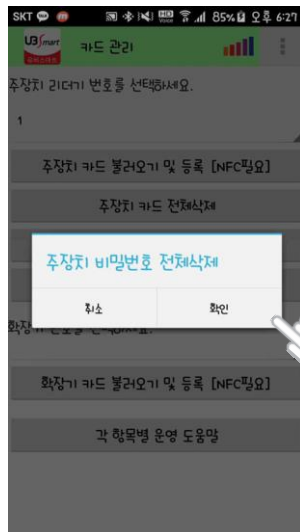 SKT 85% 오후 6:27
U3Smart 카드 관리
주장치 리더기 번호를 선택하세요.
1
주장치 카드 불러오기 및 등록 [NFC필요]
주장치 카드 전체삭제
주장치 비밀번호 전체삭제
취소 확인
확장기 카드 불러오기 및 등록 [NFC필요]
각 항목별 운영 도움말